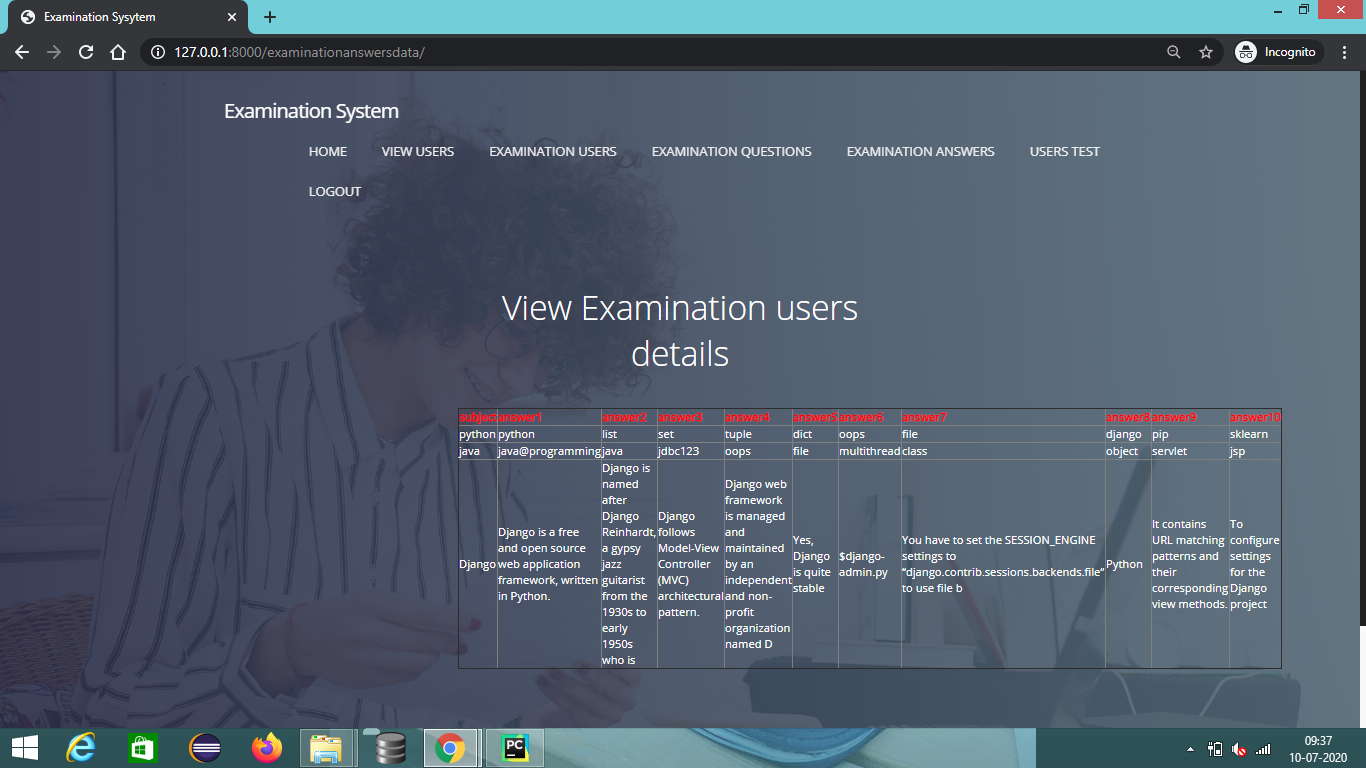 Examination Sysytem
127.0.0.1:8000/examinationanswersdata/
Incognito
Examination System
HOME VIEW USERS EXAMINATION USERS EXAMINATION QUESTIONS EXAMINATION ANSWERS USERS TEST
LOGOUT
View Examination users
details
subject answer1 answer2 answer3 answer4 answer5 answer6 answer7 answer8 answer9 answer10
python python list set tuple dict oops file django pip sklearn
java java@programming java jdbc123 oops file multithread class object servlet jsp
Django
Django is a free
and open source
web application
framework, written
in Python.
Django is
named
after
Django
Reinhardt,
a gypsy
jazz
guitarist
from the
1930s to
early
1950s
who is
Django
follows
Model-View
Controller
(MVC)
architectural
pattern.
Django web
framework
is managed
and
maintained
by an
independent
and non-
profit
organization
named D
Yes,
Django
is quite
stable
$django-
admin.py
You have to set the SESSION_ENGINE
settings to
“django.contrib.sessions.backends.file”
to use file b
Python
It contains
URL matching
patterns and
their
corresponding
view methods.
To
configure
settings
for the
Django
project
PC
09:37
10-07-2020